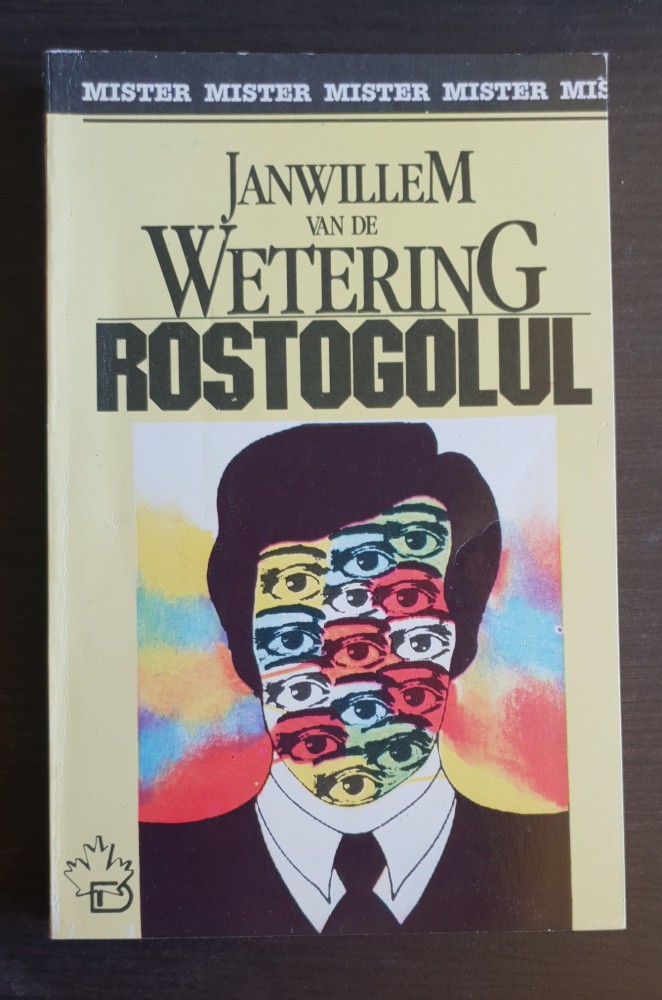 MISTER MISTER MISTER MISTER MIS
JANWILLEM
VAN DE
WETERING
ROSTOGOLUL